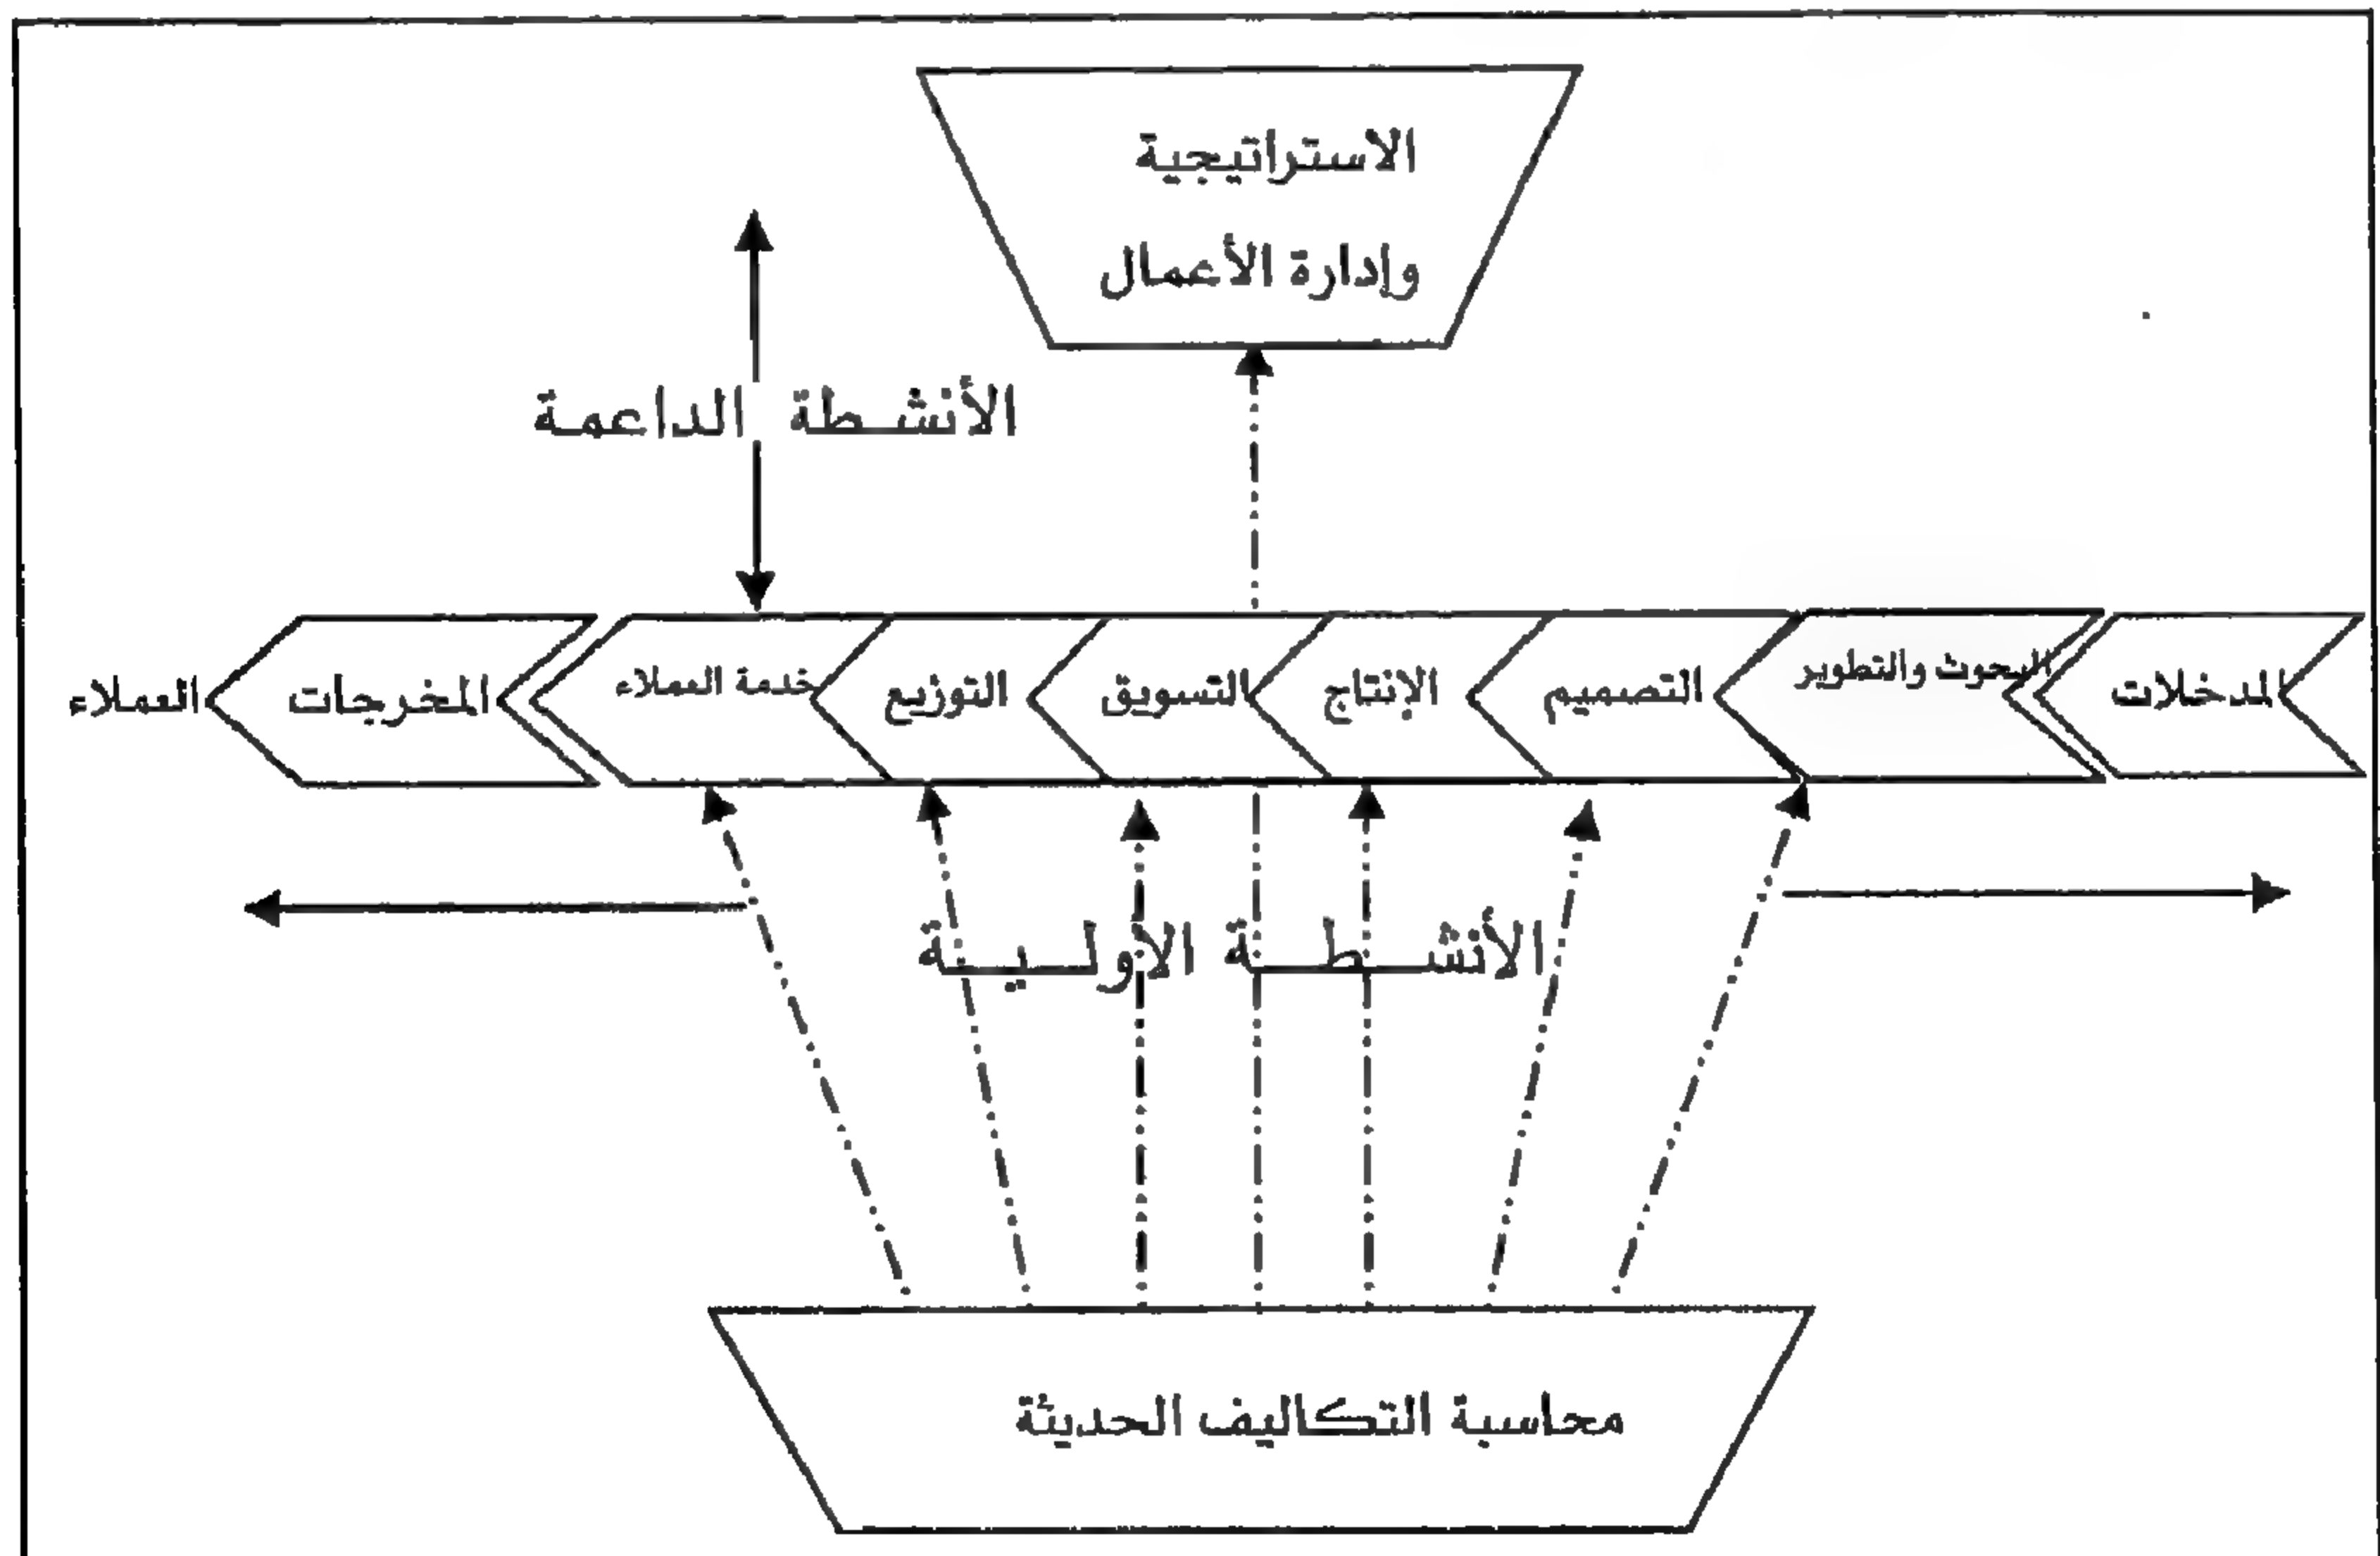 الاستراتيجية
وإدارة الأعمال
الأنشطة الداعمة
المدخلات
البحوث والتطوير
التصميم
الإنتاج
التسويق
التوزيع
خدمة العملاء
المخرجات
العملاء
الأنشطة الأولية
محاسبة التكاليف الحديثة